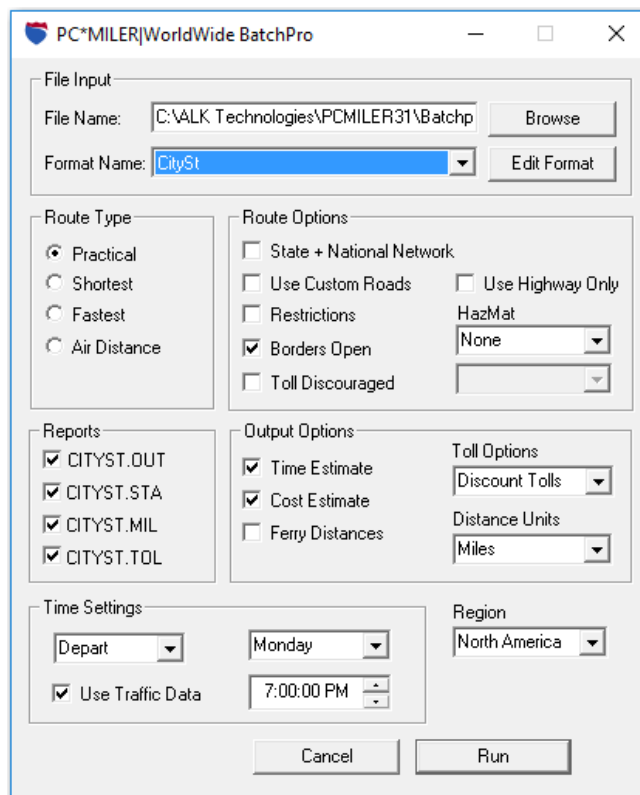 PC*MILER|WorldWide BatchPro
File Input
File Name: C:\ALK Technologies\PCMILER31\Batchp Browse
Format Name: CitySt Edit Format
Route Type
Practical
Shortest
Fastest
Air Distance
Route Options
State + National Network
Use Custom Roads Use Highway Only
Restrictions HazMat
Borders Open None
Toll Discouraged
Reports
CITYST.OUT
CITYST.STA
CITYST.MIL
CITYST.TOL
Output Options
Time Estimate Toll Options
Cost Estimate Discount Tolls
Ferry Distances Distance Units
Miles
Time Settings
Depart Monday
Use Traffic Data 7:00:00 PM
Region
North America
Cancel Run